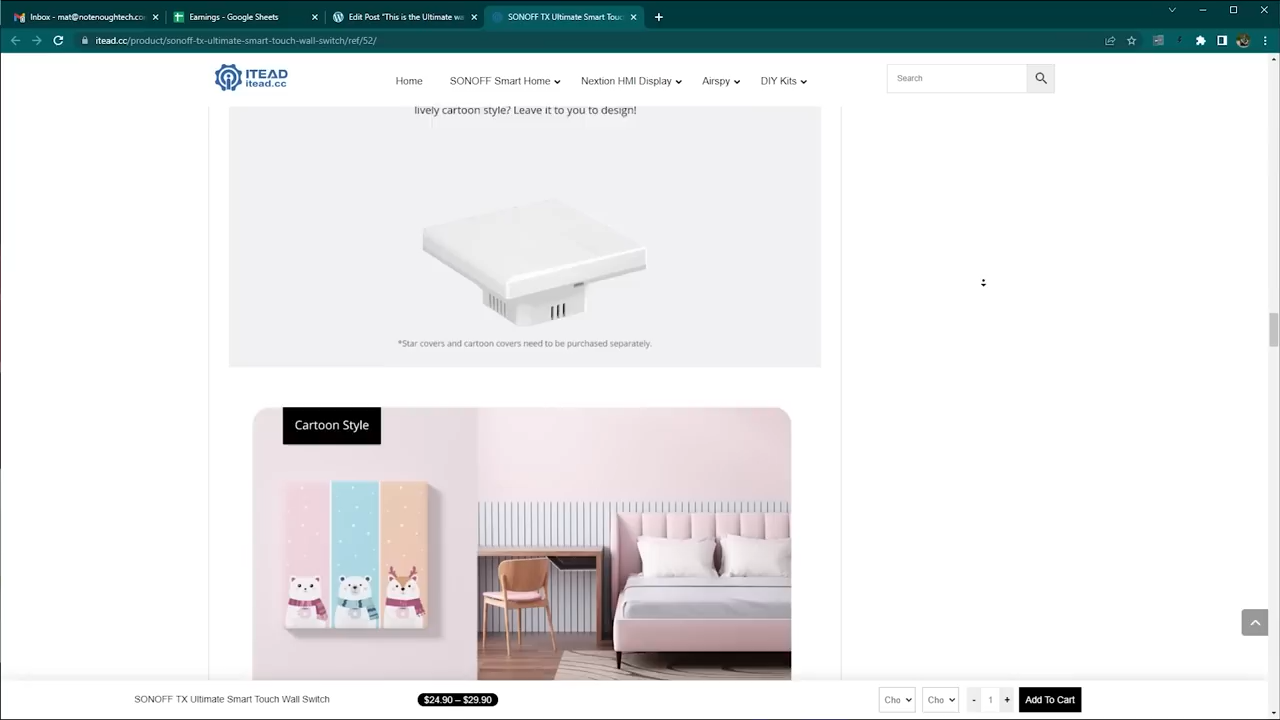 Inbox - mat@notenoughtech.com
Earnings - Google Sheets
Edit Post "This is the Ultimate wa
SONOFF TX Ultimate Smart Touc
itead.cc/product/sonoff-tx-ultimate-smart-touch-wall-switch/ref/52/
ITEAD
itead.cc
Home
SONOFF Smart Home
Nextion HMI Display
Airspy
DIY Kits
Search
lively cartoon style? Leave it to you to design!
*Star covers and cartoon covers need to be purchased separately.
Cartoon Style
SONOFF TX Ultimate Smart Touch Wall Switch
$24.90 – $29.90
Cho
Cho
- 1 +
Add To Cart